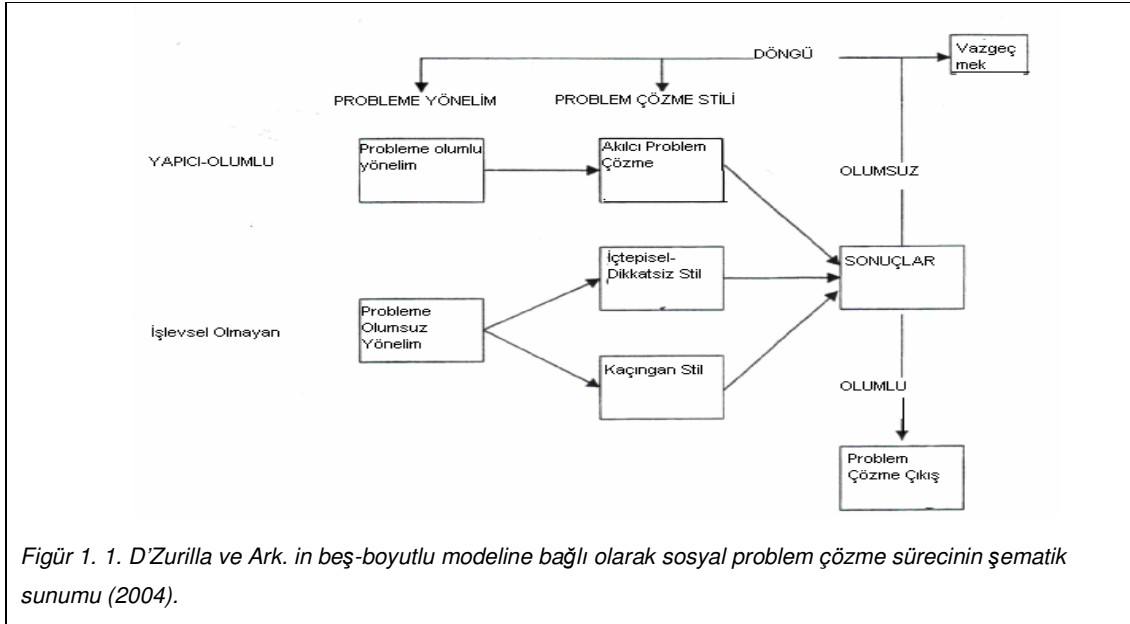 DÖNGÜ
Vazgeç
mek
PROBLEME YÖNELİM
PROBLEM ÇÖZME STİLİ
YAPICI-OLUMLU
Probleme olumlu
yönelim
Akılcı Problem
Çözme
OLUMSUZ
İçtepisel-
Dikkatsiz Stil
SONUÇLAR
İşlevsel Olmayan
Probleme
Olumsuz
Yönelim
Kaçıngan Stil
OLUMLU
Problem
Çözme Çıkış
Figür 1. 1. D’Zurilla ve Ark. in beş-boyutlu modeline bağlı olarak sosyal problem çözme sürecinin şematik
sunumu (2004).